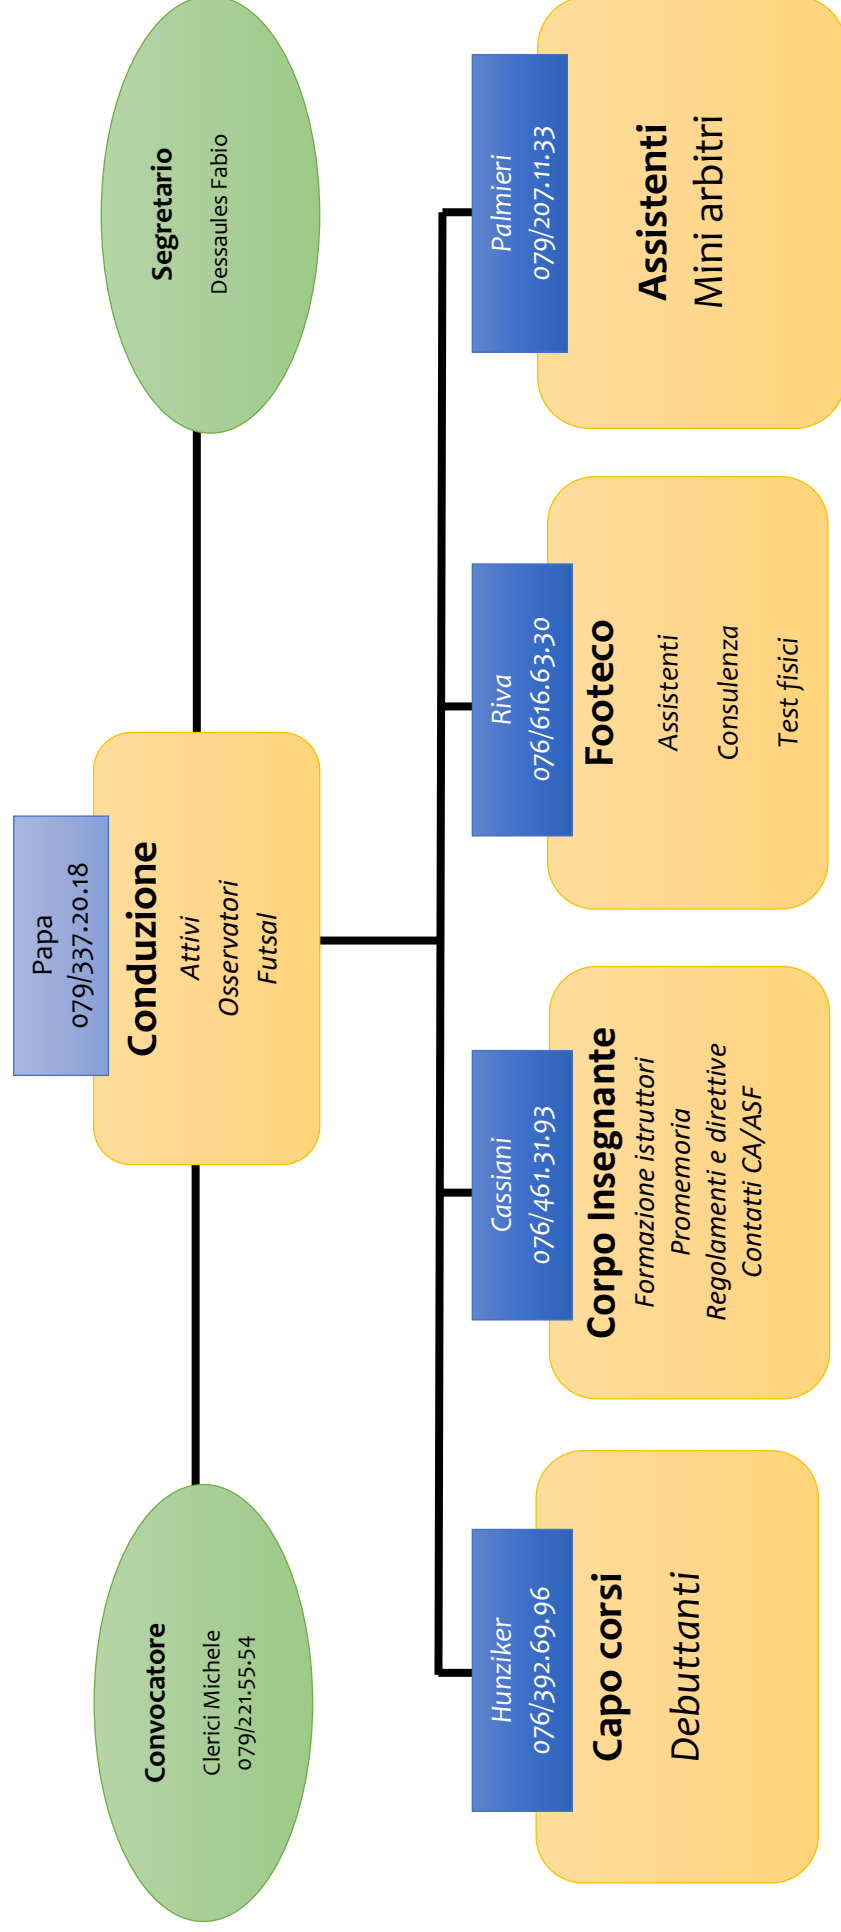 Papa
079/337.20.18
Conduzione
Attivi
Osservatori
Futsal
Convocatore
Clerici Michele
079/221.55.54
Segretario
Dessaules Fabio
Hunziker
076/392.69.96
Capo corsi
Debuttanti
Cassiani
076/461.31.93
Corpo Insegnante
Formazione istruttori
Promemoria
Regolamenti e direttive
Contatti CA/ASF
Riva
076/616.63.30
Footeco
Assistenti
Consulenza
Test fisici
Palmieri
079/207.11.33
Assistenti
Mini arbitri